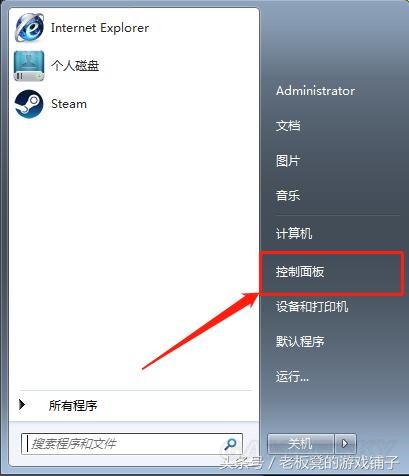 Internet Explorer
个人磁盘
Steam
所有程序
搜索程序和文件
Administrator
文档
图片
音乐
计算机
控制面板
设备和打印机
默认程序
运行...
关机
头条号／老板凳的游戏铺子